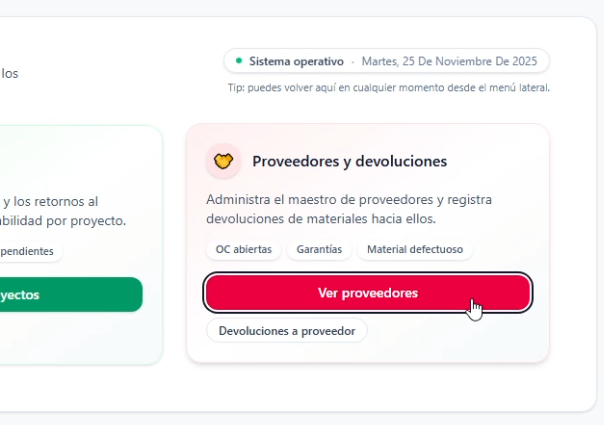 los
Sistema operativo · Martes, 25 De Noviembre De 2025
Tip: puedes volver aquí en cualquier momento desde el menú lateral.
y los retornos al
abilidad por proyecto.
pendientes
yectos
Proveedores y devoluciones
Administra el maestro de proveedores y registra
devoluciones de materiales hacia ellos.
OC abiertas Garantías Material defectuoso
Ver proveedores
Devoluciones a proveedor